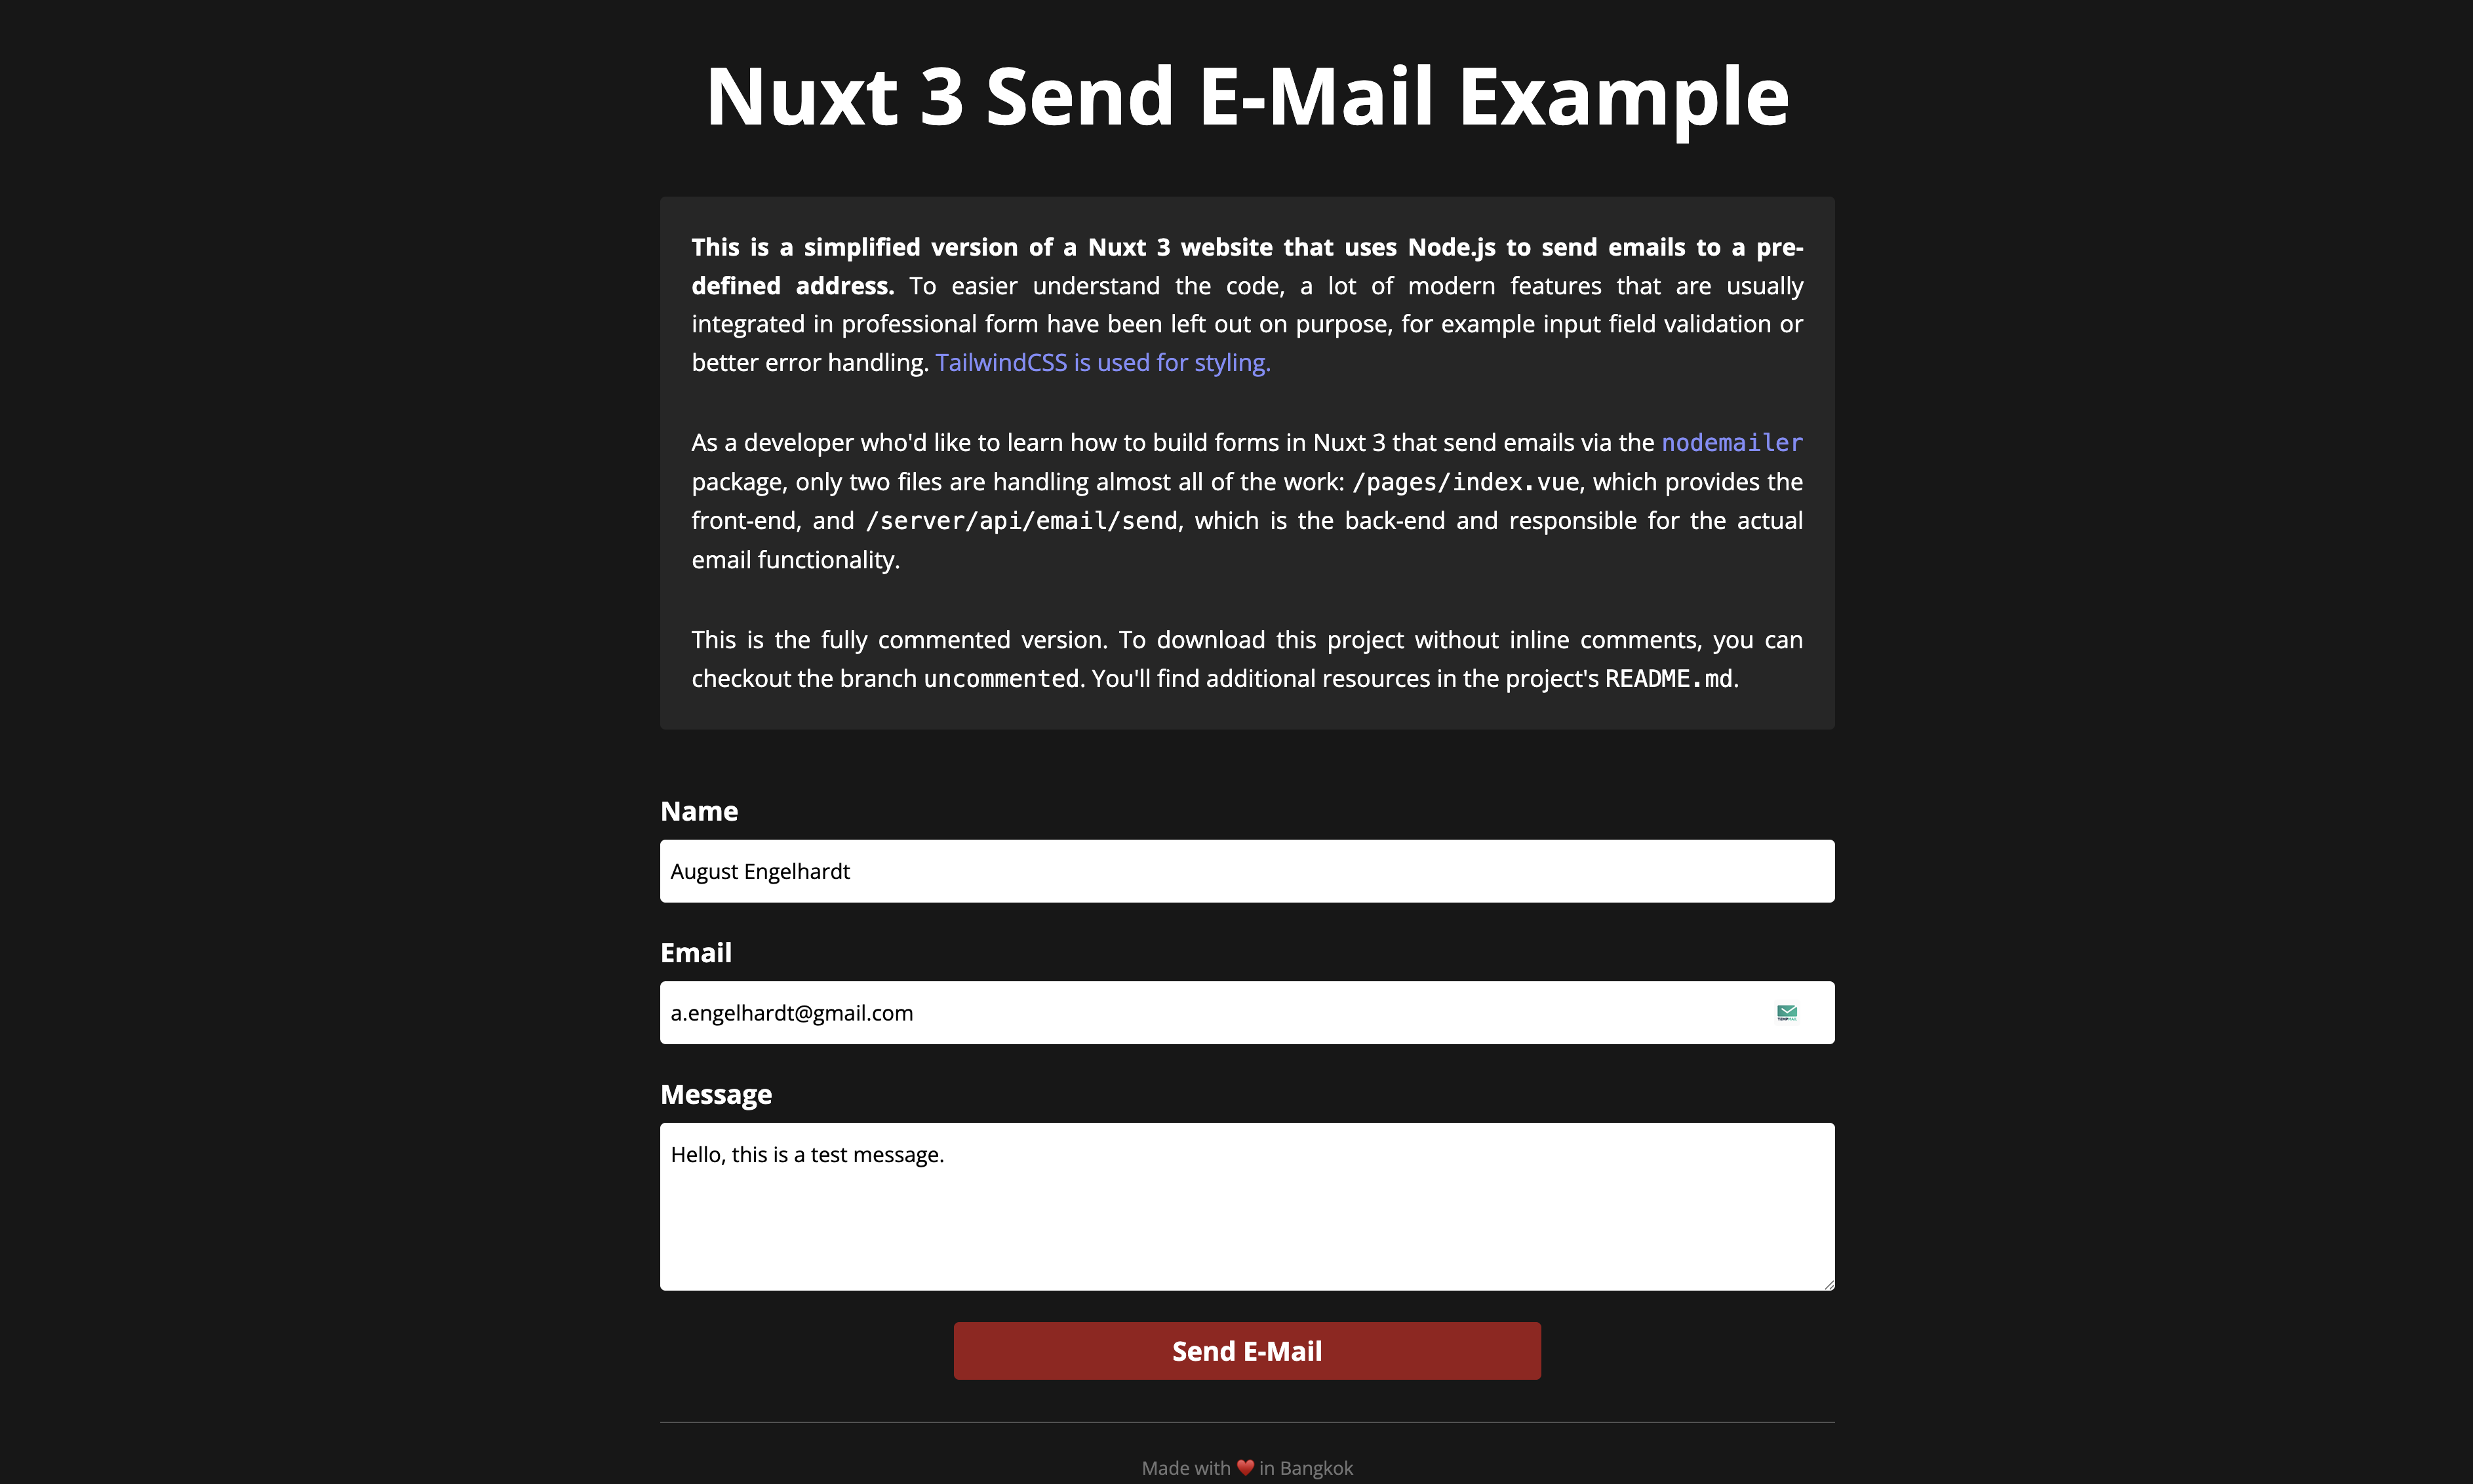 Nuxt 3 Send E-Mail Example
This is a simplified version of a Nuxt 3 website that uses Node.js to send emails to a pre-
defined address. To easier understand the code, a lot of modern features that are usually
integrated in professional form have been left out on purpose, for example input field validation or
better error handling. TailwindCSS is used for styling.
As a developer who'd like to learn how to build forms in Nuxt 3 that send emails via the nodemailer
package, only two files are handling almost all of the work: /pages/index.vue, which provides the
front-end, and /server/api/email/send, which is the back-end and responsible for the actual
email functionality.
This is the fully commented version. To download this project without inline comments, you can
checkout the branch uncommented. You'll find additional resources in the project's README.md.
Name
August Engelhardt
Email
a.engelhardt@gmail.com
Message
Hello, this is a test message.
Send E-Mail
Made with ❤️ in Bangkok